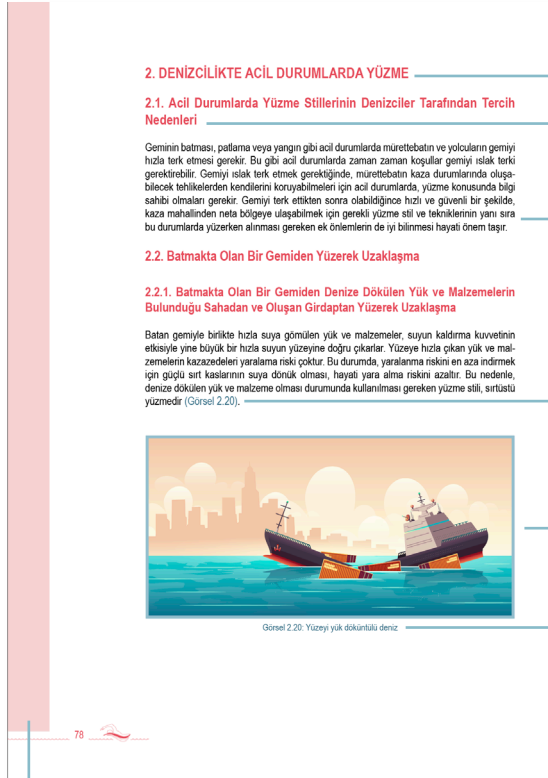 2. DENİZCİLİKTE ACİL DURUMLARDA YÜZME
2.1. Acil Durumlarda Yüzme Stillerinin Denizciler Tarafından Tercih
Nedenleri
Geminin batması, patlama veya yangın gibi acil durumlarda mürettebatın ve yolcuların gemiyi
hızla terk etmesi gerekir. Bu gibi acil durumlarda zaman zaman koşullar gemiyi ıslak terki
gerektirebilir. Gemiyi ıslak terk etmek gerektiğinde, mürettebatın kaza durumlarında oluşa-
bilecek tehlikelerden kendilerini koruyabilmeleri için acil durumlarda, yüzme konusunda bilgi
sahibi olmaları gerekir. Gemiyi terk ettikten sonra olabildiğince hızlı ve güvenli bir şekilde,
kaza mahallinden neta bölgeye ulaşabilmek için gerekli yüzme stil ve tekniklerinin yanı sıra
bu durumlarda yüzerken alınması gereken ek önlemlerin de iyi bilinmesi hayati önem taşır.
2.2. Batmakta Olan Bir Gemiden Yüzerek Uzaklaşma
2.2.1. Batmakta Olan Bir Gemiden Denize Dökülen Yük ve Malzemelerin
Bulunduğu Sahadan ve Oluşan Girdaptan Yüzerek Uzaklaşma
Batan gemiyle birlikte hızla suya gömülen yük ve malzemeler, suyun kaldırma kuvvetinin
etkisiyle yine büyük bir hızla suyun yüzeyine doğru çıkarlar. Yüzeye hızla çıkan yük ve mal-
zemelerin kazazedeleri yaralama riski çoktur. Bu durumda, yaralanma riskini en aza indirmek
için güçlü sırt kaslarının suya dönük olması, hayati yara alma riskini azaltır. Bu nedenle,
denize dökülen yük ve malzeme olması durumunda kullanılması gereken yüzme stili, sırtüstü
yüzmedir (Görsel 2.20).
Görsel 2.20: Yüzeyi yük döküntülü deniz
78